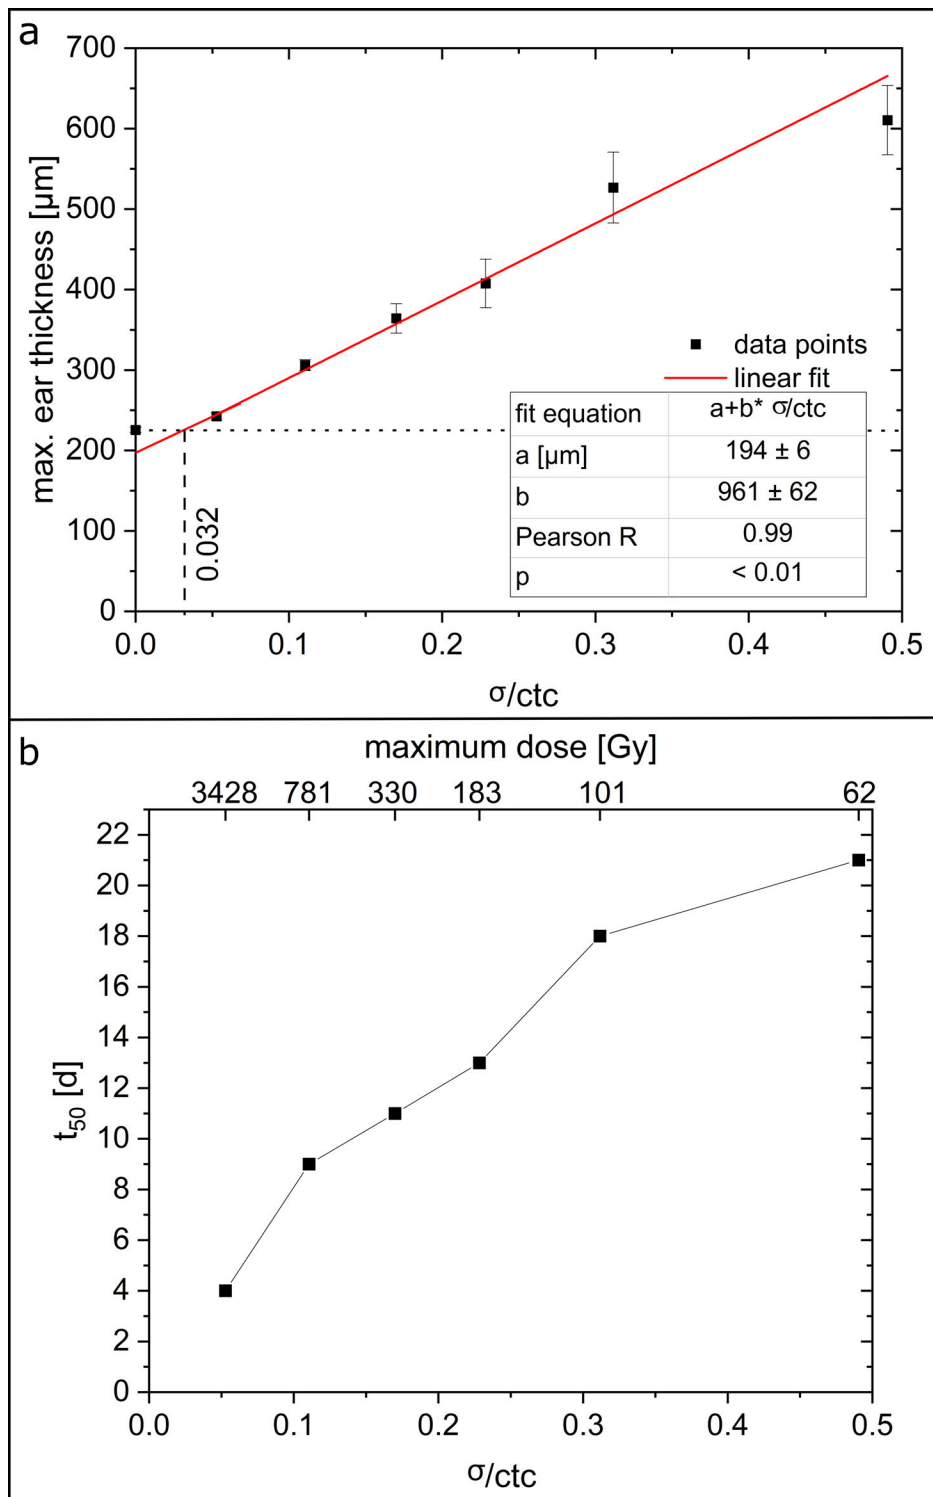 a
700
600
500
400
300
200
100
0
max. ear thickness [µm]
data points
linear fit
fit equation a+b* σ/ctc
a [µm] 194 ± 6
b 961 ± 62
Pearson R 0.99
p < 0.01
0.032
0.0 0.1 0.2 0.3 0.4 0.5
σ/ctc
b
maximum dose [Gy]
3428 781 330 183 101 62
22
20
18
16
14
12
10
8
6
4
2
0
t50 [d]
0.0 0.1 0.2 0.3 0.4 0.5
σ/ctc